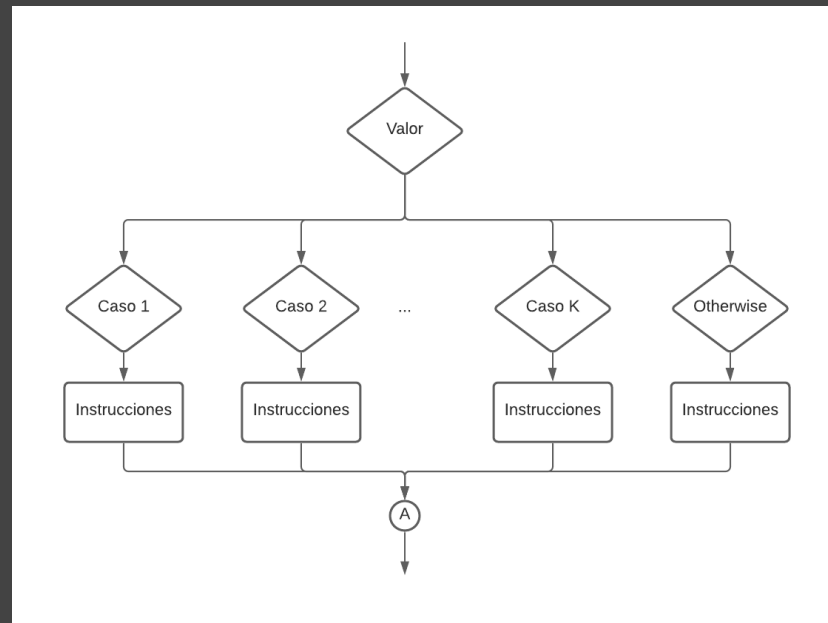 Valor
Caso 1
Caso 2
...
Caso K
Otherwise
Instrucciones
Instrucciones
Instrucciones
Instrucciones
A